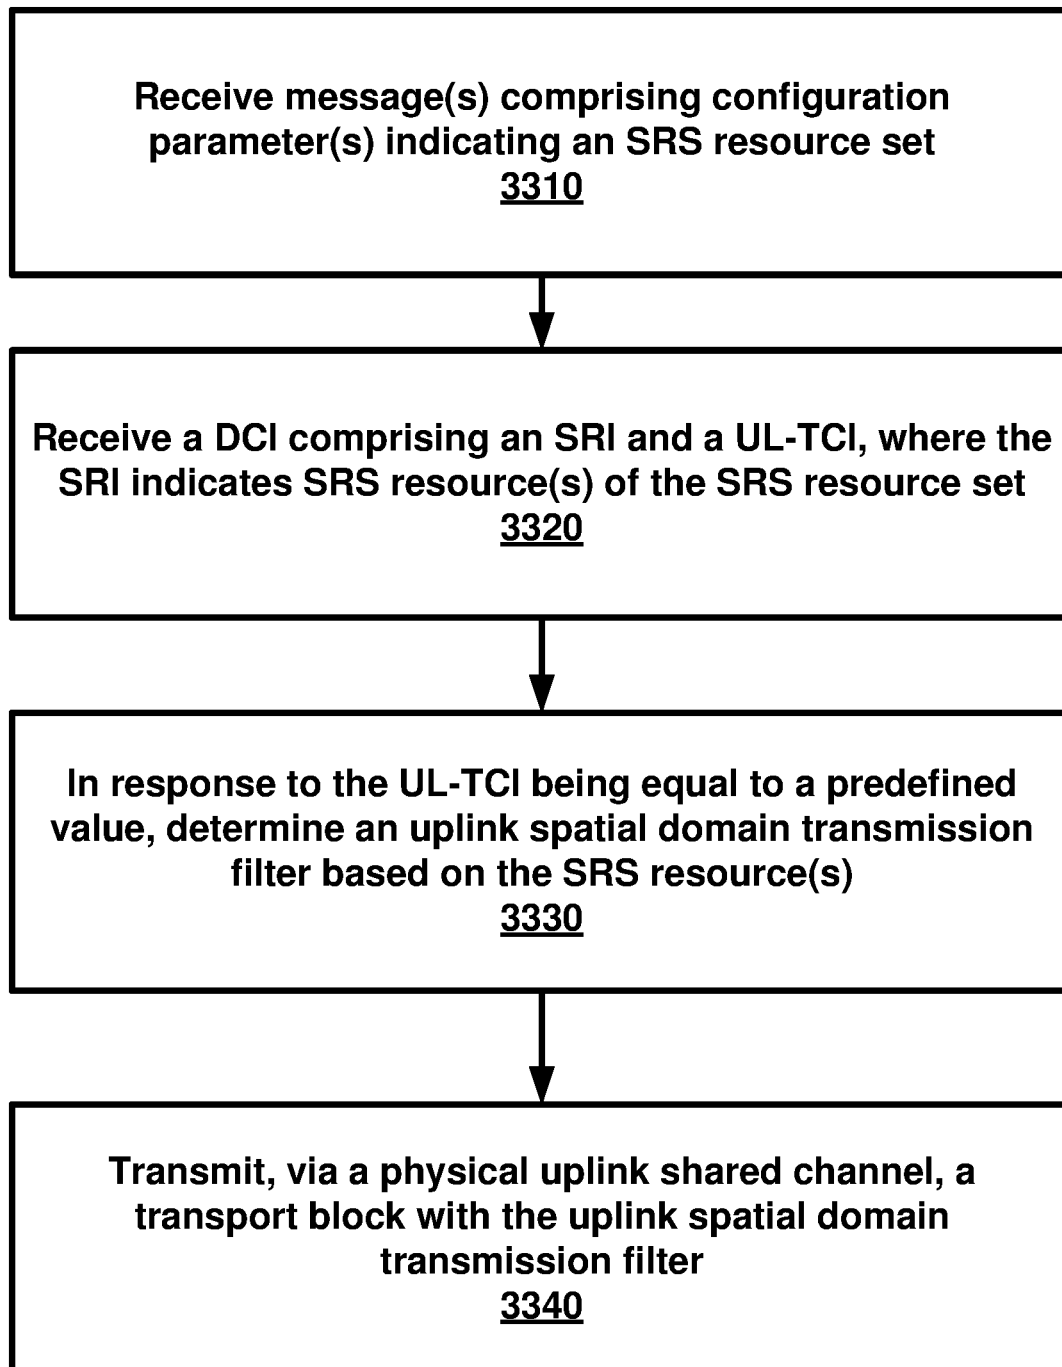 Receive message(s) comprising configuration
parameter(s) indicating an SRS resource set
3310
Receive a DCI comprising an SRI and a UL-TCI, where the
SRI indicates SRS resource(s) of the SRS resource set
3320
In response to the UL-TCI being equal to a predefined
value, determine an uplink spatial domain transmission
filter based on the SRS resource(s)
3330
Transmit, via a physical uplink shared channel, a
transport block with the uplink spatial domain
transmission filter
3340